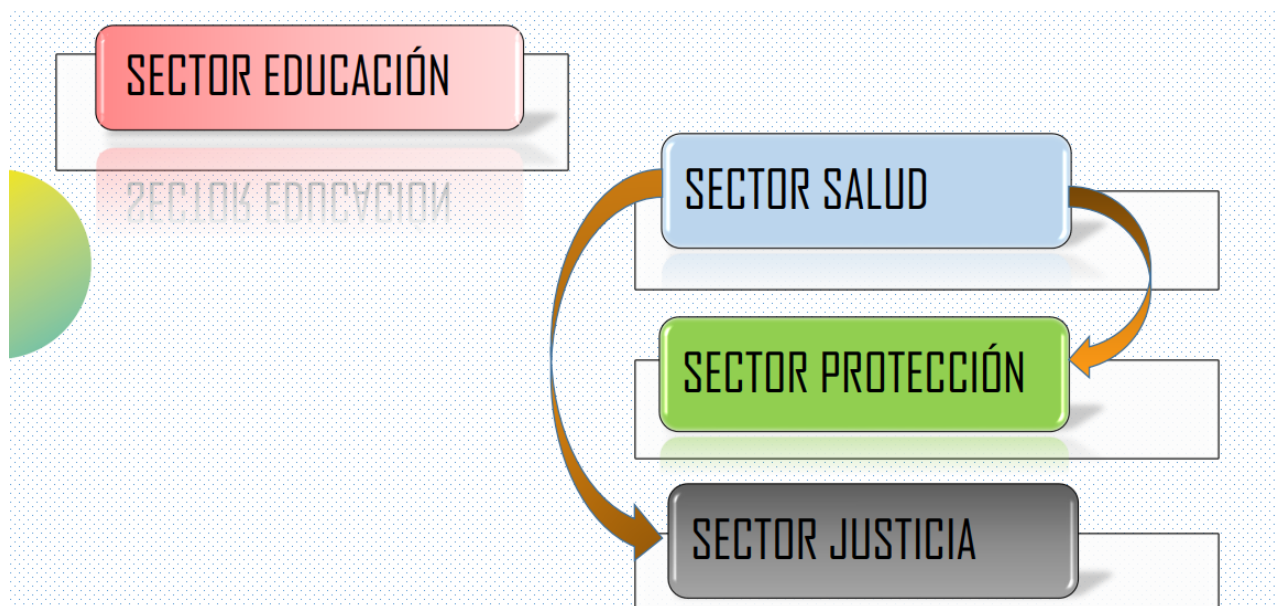 SECTOR EDUCACIÓN
SECTOR SALUD
SECTOR PROTECCIÓN
SECTOR JUSTICIA